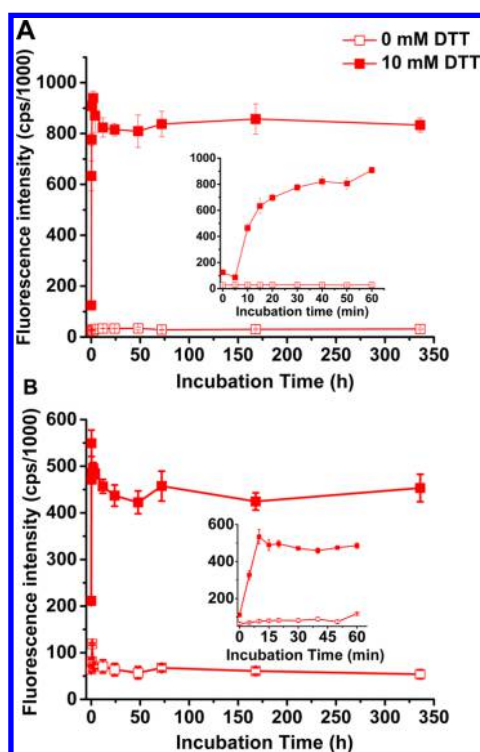 A
0 mM DTT
10 mM DTT
Fluorescence intensity (cps/1000)
1000
800
600
400
200
0
1000
800
600
400
200
0
0 10 20 30 40 50 60
Incubation time (min)
0 50 100 150 200 250 300 350
Incubation Time (h)
B
Fluorescence intensity (cps/1000)
600
500
400
300
200
100
0
600
400
200
0 15 30 45 60
Incubation Time (min)
0 50 100 150 200 250 300 350
Incubation Time (h)